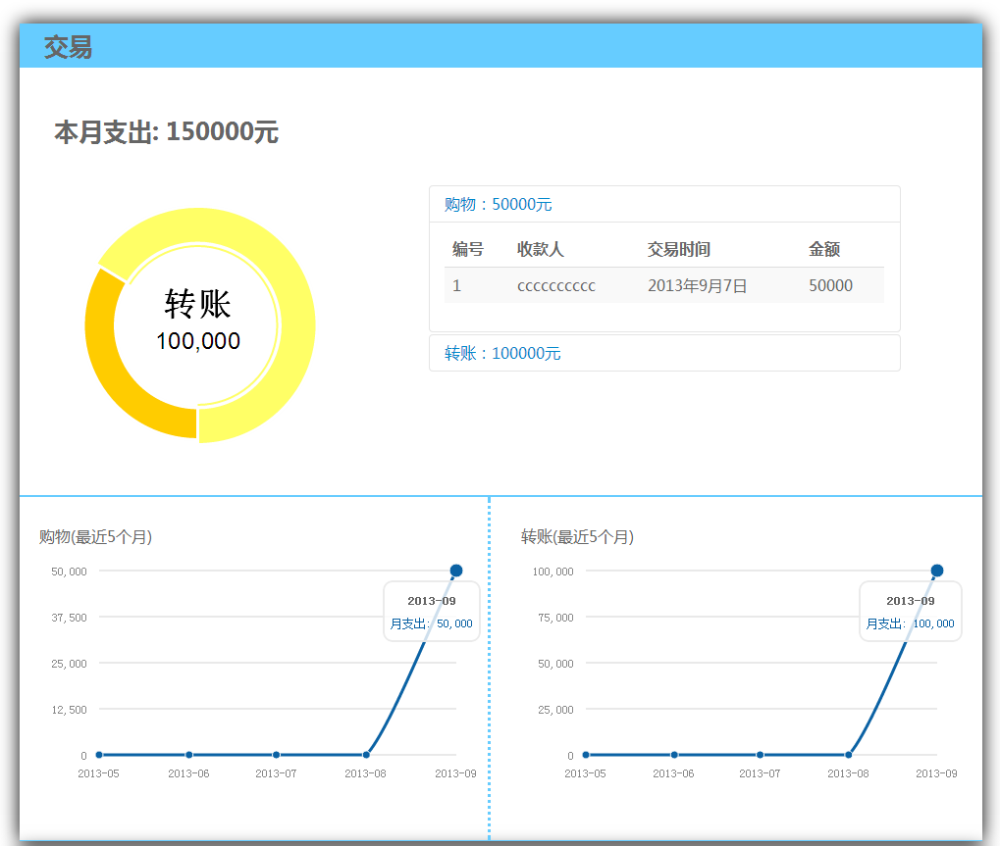 交易
本月支出: 150000元
转账
100,000
购物：50000元
编号 收款人 交易时间 金额
1 cccccccccc 2013年9月7日 50000
转账：100000元
购物(最近5个月)
50,000
37,500
25,000
12,500
0
2013-05 2013-06 2013-07 2013-08 2013-09
2013-09
月支出: 50,000
转账(最近5个月)
100,000
75,000
50,000
25,000
0
2013-05 2013-06 2013-07 2013-08 2013-09
2013-09
月支出: 100,000